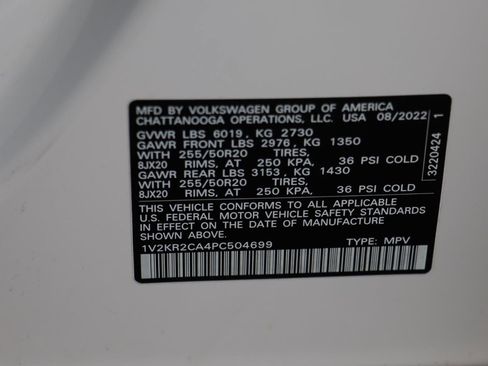 MFD BY VOLKSWAGEN GROUP OF AMERICA
CHATTANOOGA OPERATIONS, LLC. USA 08/2022
GVWR LBS 6019, KG 2730
GAWR FRONT LBS 2976, KG 1350
WITH 255/50R20 TIRES,
8JX20 RIMS, AT 250 KPA, 36 PSI COLD
GAWR REAR LBS 3153, KG 1430
WITH 255/50R20 TIRES,
8JX20 RIMS, AT 250 KPA, 36 PSI COLD
THIS VEHICLE CONFORMS TO ALL APPLICABLE
U.S. FEDERAL MOTOR VEHICLE SAFETY STANDARDS
IN EFFECT ON THE DATE OF MANUFACTURE
SHOWN ABOVE.
1V2KR2CA4PC504699 TYPE: MPV
3220424 1